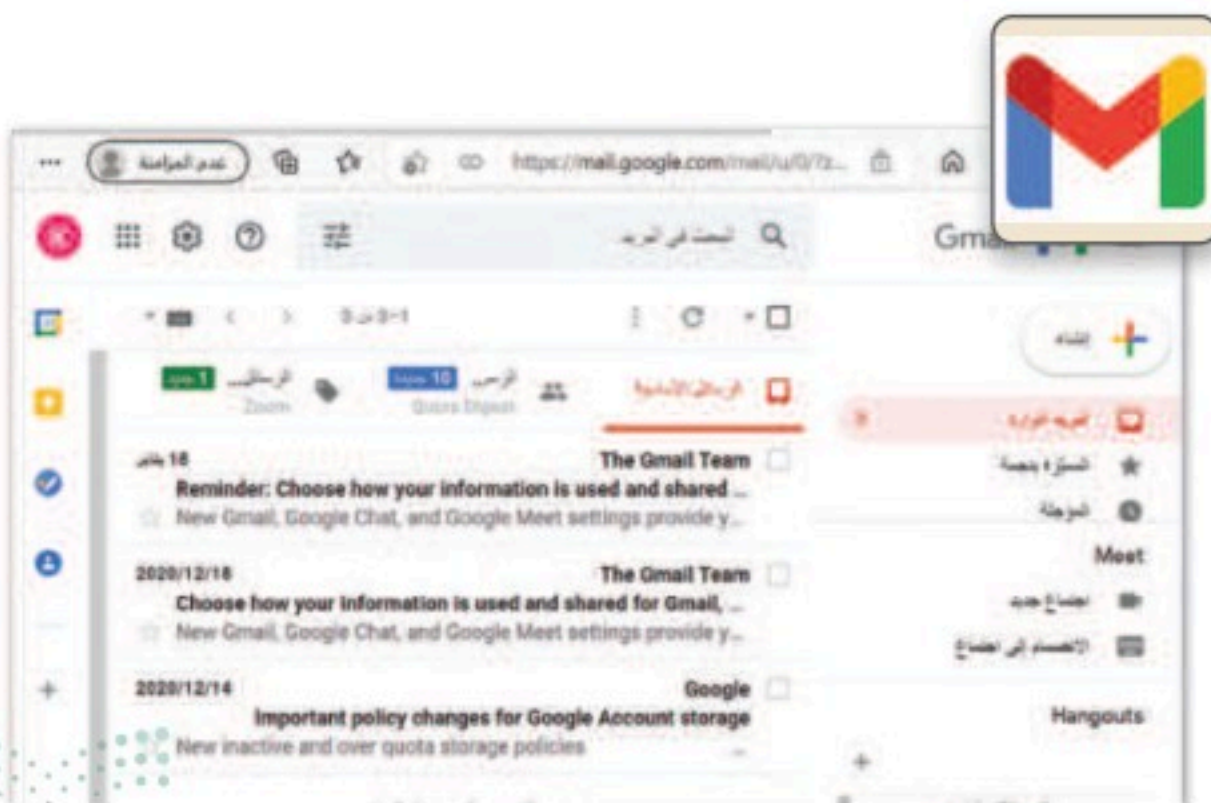 عدم المزامنة
https://mail.google.com/mail/u/0/?z...
Gma
البحث في البريد
1-3 من 3
إنشاء
الرسائل الأساسية
10 جديدة
Quora Digest
1 جديد
Zoom
البريد الوارد
المميّزة بنجمة
المؤجلة
Meet
اجتماع جديد
الانضمام إلى اجتماع
Hangouts
The Gmail Team
18 يناير
Reminder: Choose how your information is used and shared ...
New Gmail, Google Chat, and Google Meet settings provide y...
The Gmail Team
2020/12/18
Choose how your information is used and shared for Gmail, ...
New Gmail, Google Chat, and Google Meet settings provide y...
Google
2020/12/14
Important policy changes for Google Account storage
New inactive and over quota storage policies